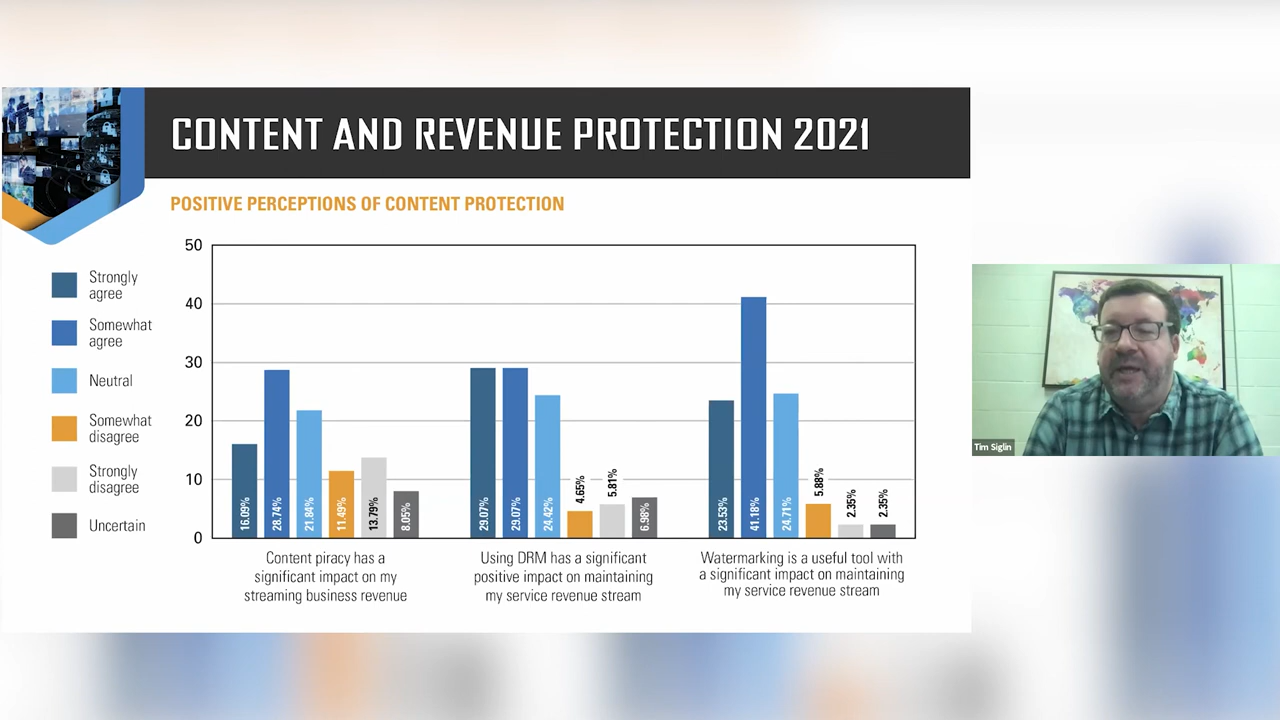 CONTENT AND REVENUE PROTECTION 2021
POSITIVE PERCEPTIONS OF CONTENT PROTECTION
Strongly
agree
Somewhat
agree
Neutral
Somewhat
disagree
Strongly
disagree
Uncertain
50
40
30
20
10
0
16.09%
28.74%
21.84%
11.49%
13.79%
8.05%
29.07%
29.07%
24.42%
4.65%
5.81%
6.98%
23.53%
41.18%
24.71%
5.88%
2.35%
2.35%
Content piracy has a
significant impact on my
streaming business revenue
Using DRM has a significant
positive impact on maintaining
my service revenue stream
Watermarking is a useful tool with
a significant impact on maintaining
my service revenue stream
Tim Siglin